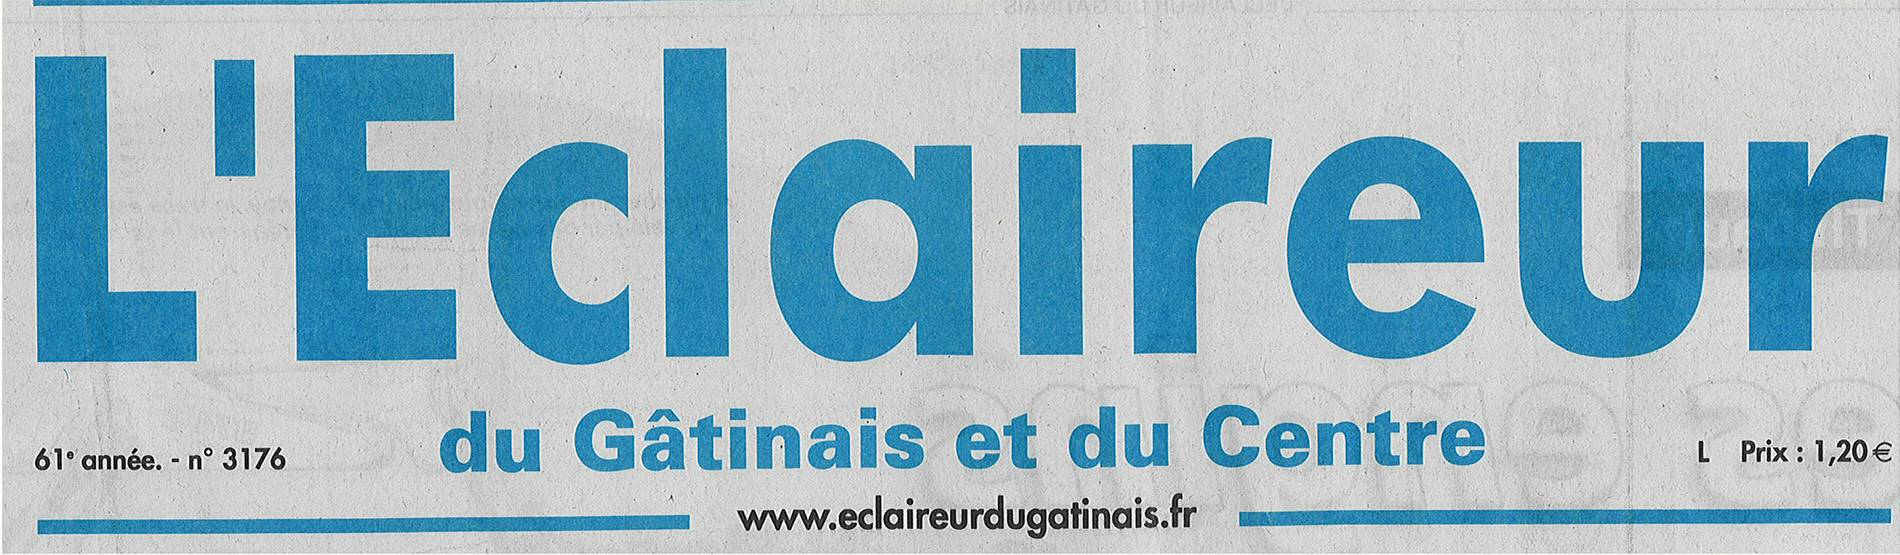 L'Eclaireur
du Gâtinais et du Centre
61e année. - n° 3176
L Prix : 1,20 €
www.eclaireurdugatinais.fr